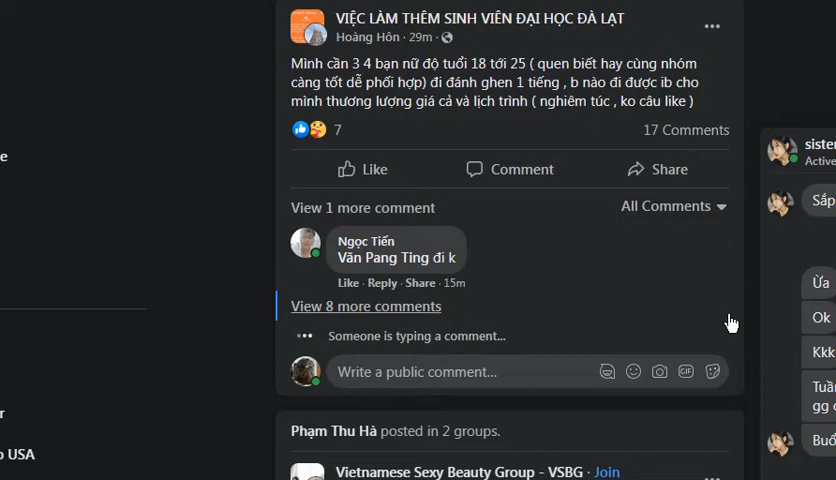 VIỆC LÀM THÊM SINH VIÊN ĐẠI HỌC ĐÀ LẠT
Hoàng Hôn · 29m ·
Mình cần 3 4 bạn nữ độ tuổi 18 tới 25 ( quen biết hay cùng nhóm
càng tốt dễ phối hợp) đi đánh ghen 1 tiếng , b nào đi được ib cho
mình thương lượng giá cả và lịch trình ( nghiêm túc , ko câu like )
7
17 Comments
Like
Comment
Share
View 1 more comment
All Comments
Ngọc Tiến
Văn Pang Ting đi k
Like · Reply · Share · 15m
View 8 more comments
Someone is typing a comment...
Write a public comment...
GIF
Phạm Thu Hà posted in 2 groups.
Vietnamese Sexy Beauty Group - VSBG · Join
e
r
o USA
sister
Active
Sắp
Ừa
Ok
Kkk
Tuần
gg
Buổ